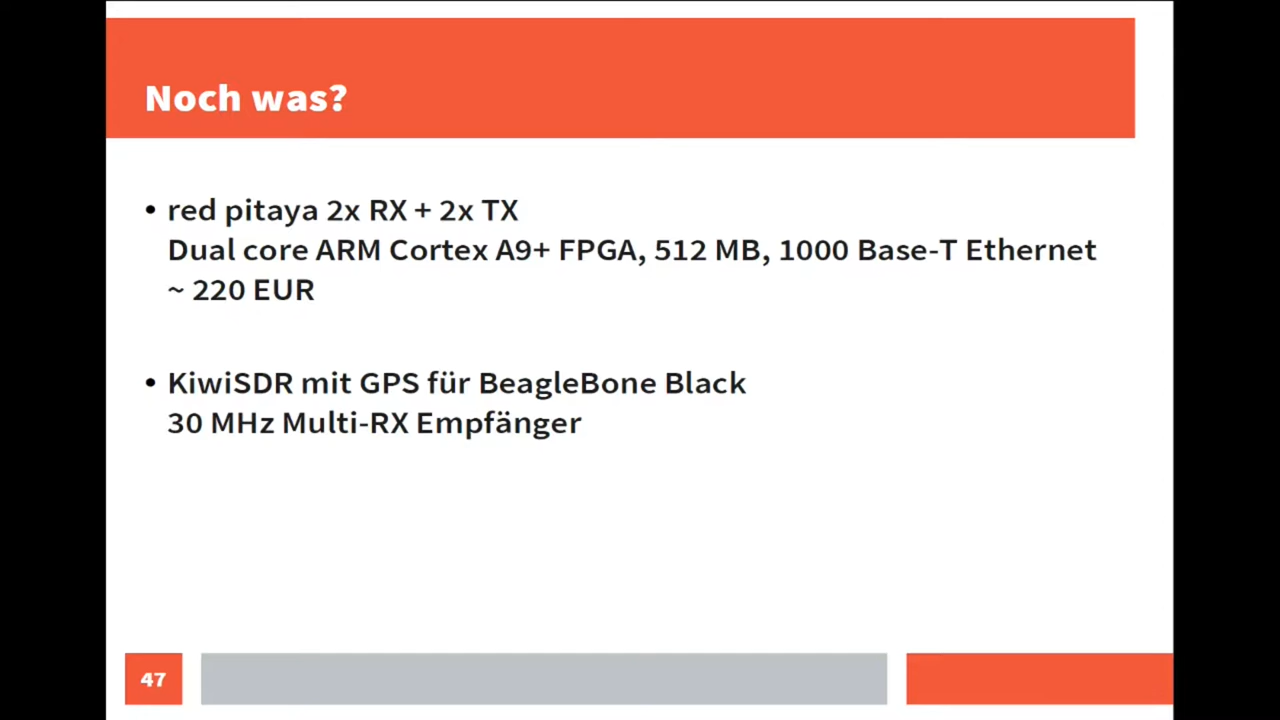 Noch was?
• red pitaya 2x RX + 2x TX
Dual core ARM Cortex A9+ FPGA, 512 MB, 1000 Base-T Ethernet
~ 220 EUR
• KiwiSDR mit GPS für BeagleBone Black
30 MHz Multi-RX Empfänger
47